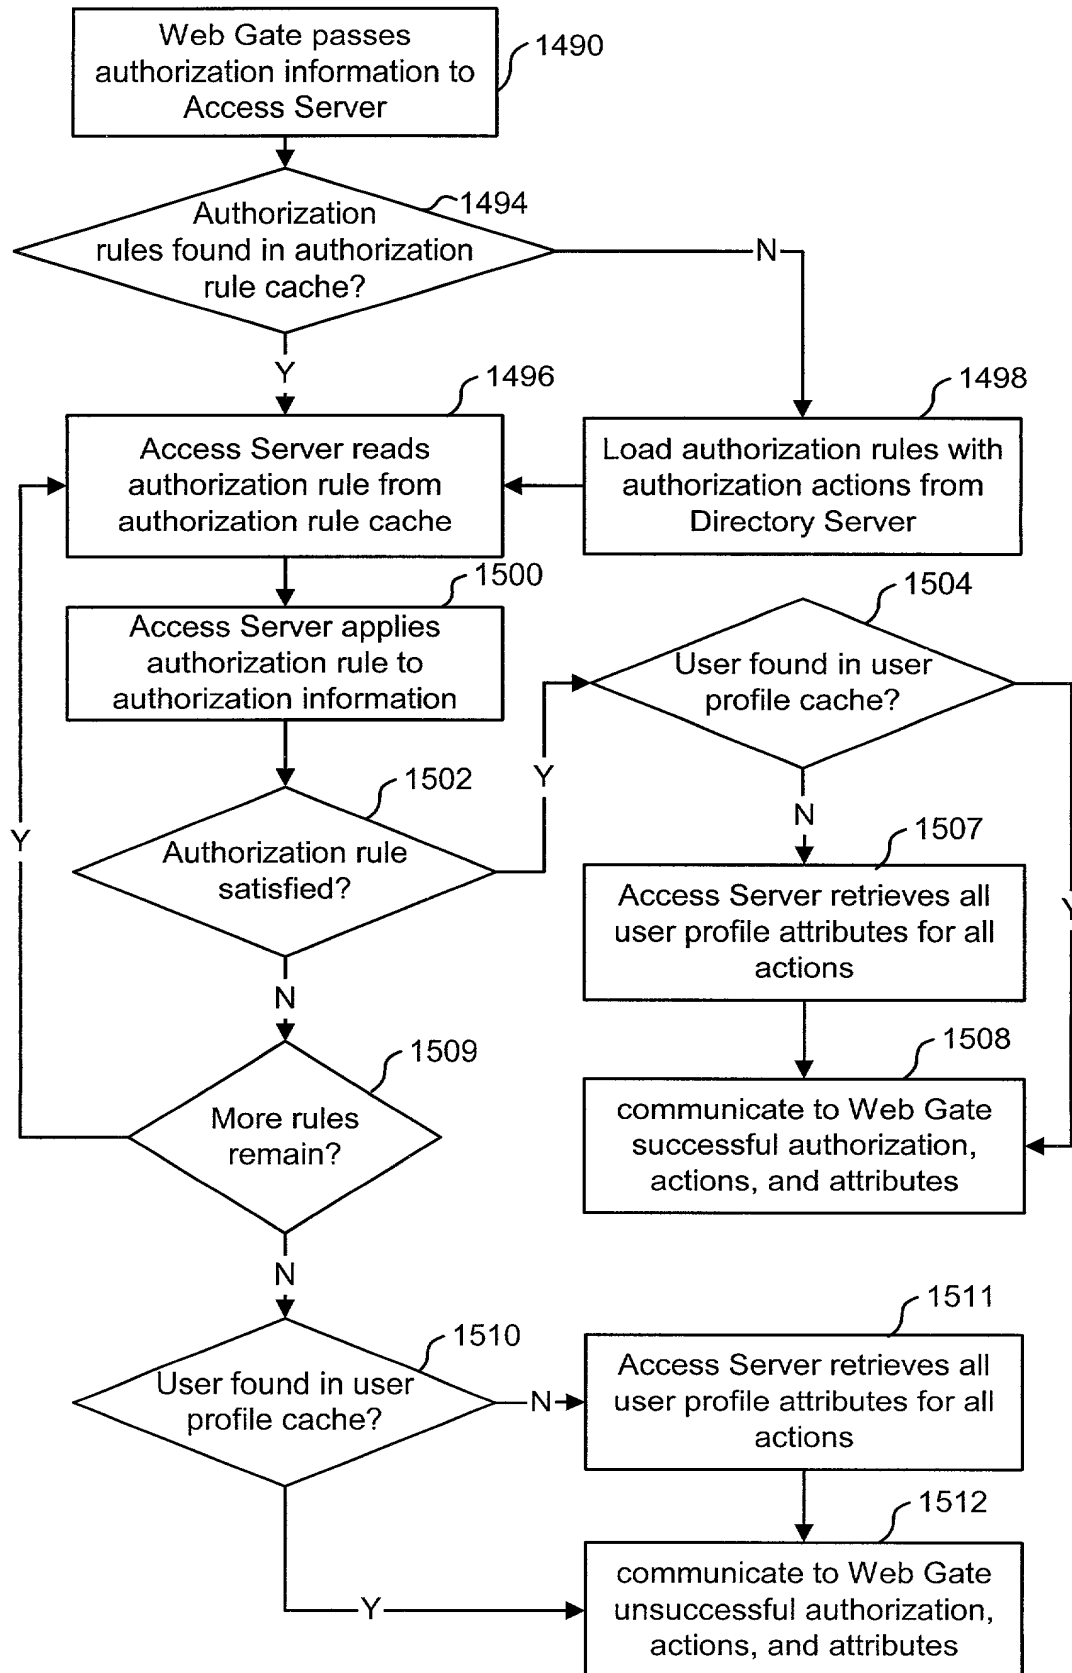 Web Gate passes
authorization information to
Access Server
1490
1494
Authorization
rules found in authorization
rule cache?
N
Y
1496
1498
Access Server reads
authorization rule from
authorization rule cache
Load authorization rules with
authorization actions from
Directory Server
1500
1504
Access Server applies
authorization rule to
authorization information
User found in user
profile cache?
1502
Y
N
Y
1507
Authorization rule
satisfied?
Access Server retrieves all
user profile attributes for all
actions
Y
N
1509
1508
More rules
remain?
communicate to Web Gate
successful authorization,
actions, and attributes
N
1511
1510
User found in user
profile cache?
N
Access Server retrieves all
user profile attributes for all
actions
1512
Y
communicate to Web Gate
unsuccessful authorization,
actions, and attributes